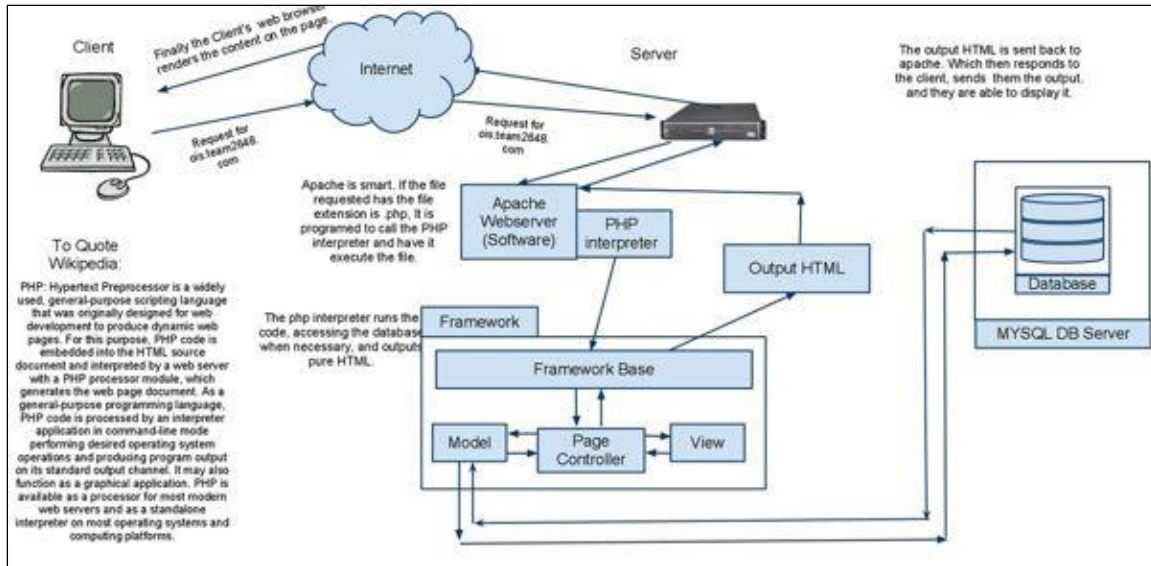 Client
Finally the Client's web browser
renders the content on the page.
Internet
Server
The output HTML is sent back to
apache. Which then responds to
the client, sends them the output,
and they are able to display it.
Request for
ois.team2648.
com
Request for
ois.team2648.
com
Apache is smart. If the file
requested has the file
extension is .php, It is
programed to call the PHP
interpreter and have it
execute the file.
Apache
Webserver
(Software)
PHP
interpreter
Output HTML
Database
MYSQL DB Server
To Quote
Wikipedia:
PHP: Hypertext Preprocessor is a widely
used, general-purpose scripting language
that was originally designed for web
development to produce dynamic web
pages. For this purpose, PHP code is
embedded into the HTML source
document and interpreted by a web server
with a PHP processor module, which
generates the web page document. As a
general-purpose programming language,
PHP code is processed by an interpreter
application in command-line mode
performing desired operating system
operations and producing program output
on its standard output channel. It may also
function as a graphical application. PHP is
available as a processor for most modern
web servers and as a standalone
interpreter on most operating systems and
computing platforms.
The php interpreter runs the
code, accessing the database
when necessary, and outputs
pure HTML.
Framework
Framework Base
Model
Page
Controller
View